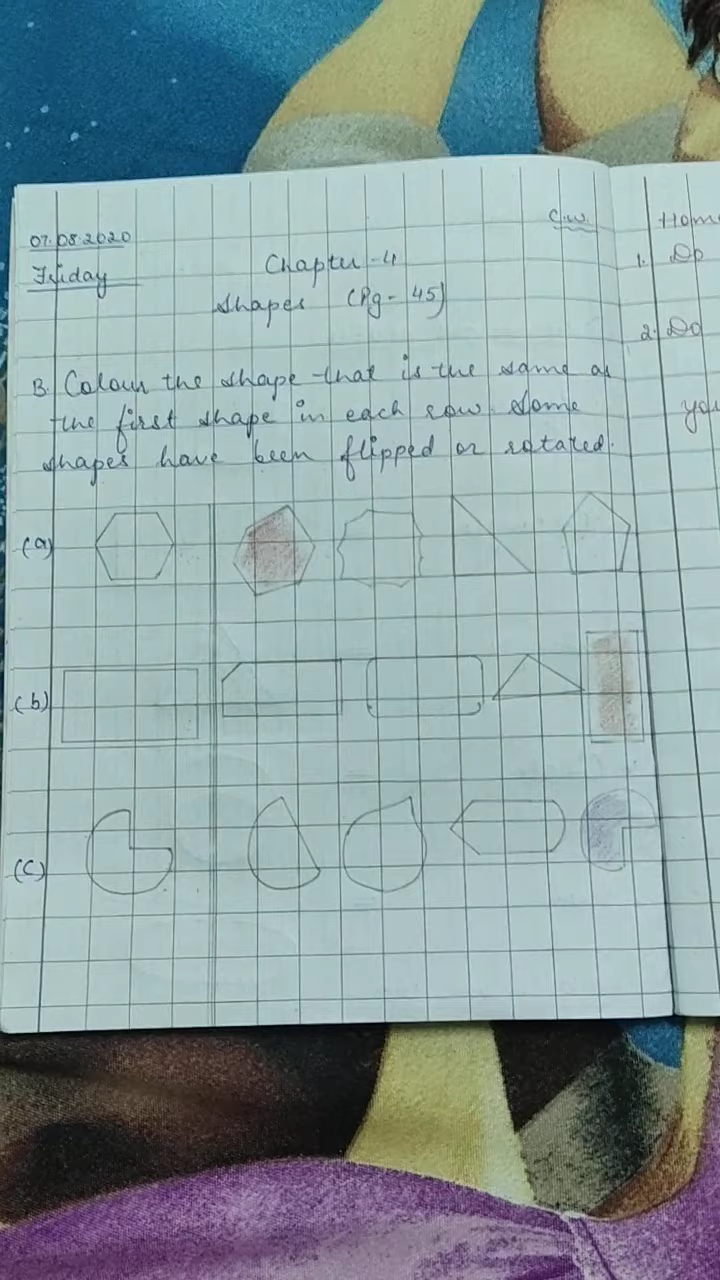 07.08.2020
C.W.
Friday
Chapter-4
Shapes (Pg-45)
B. Colour the shape that is the same as
the first shape in each row. Some
shapes have been flipped or rotated.
(a)
(b)
(c)
1. Do
2. Do
you